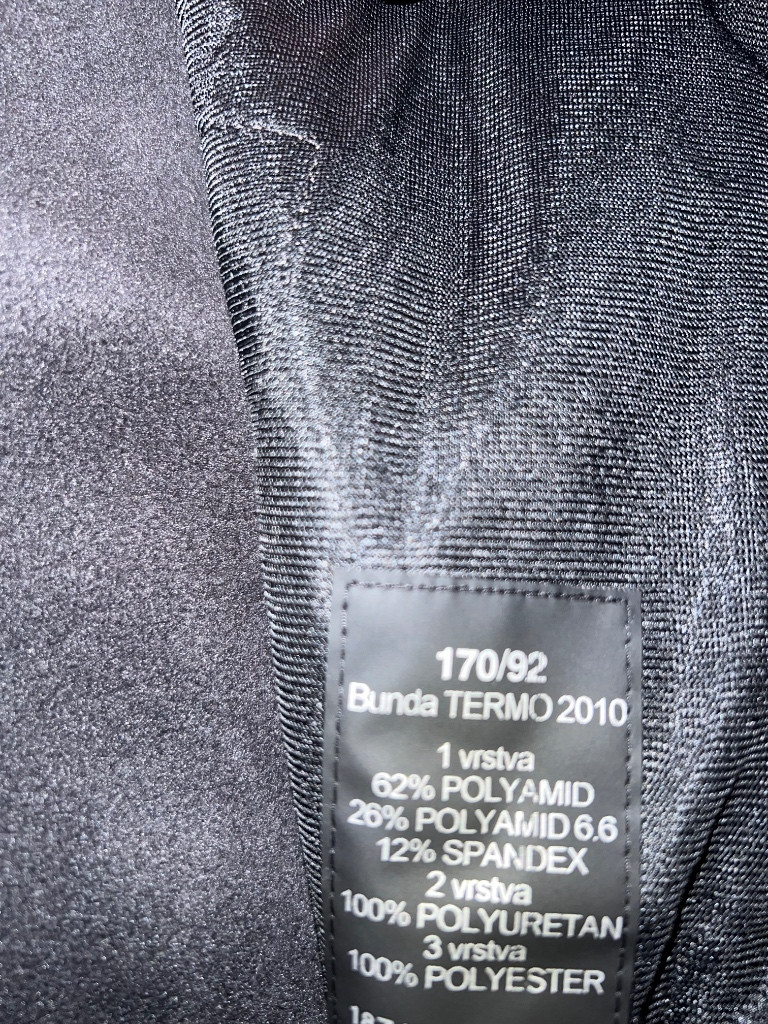 170/92
Bunda TERMO 2010
1 vrstva
62% POLYAMID
26% POLYAMID 6.6
12% SPANDEX
2 vrstva
100% POLYURETAN
3 vrstva
100% POLYESTER